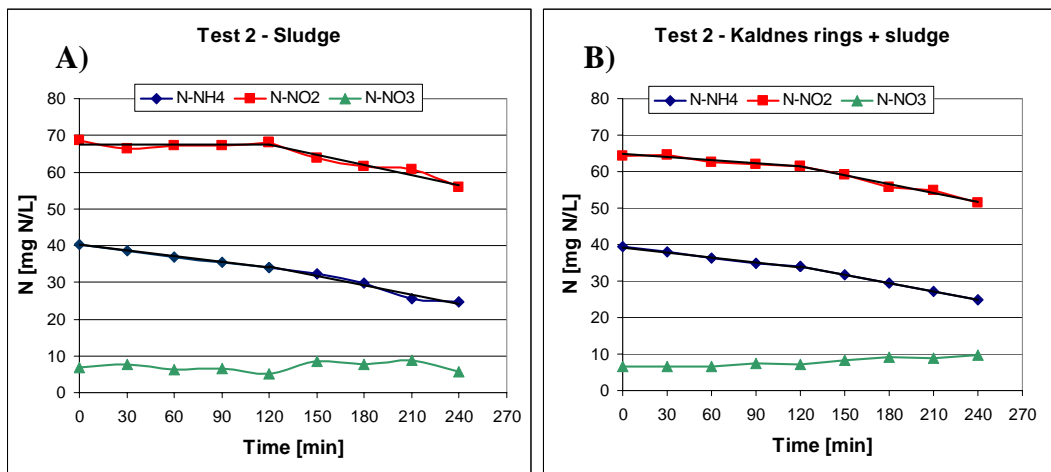 Test 2 - Sludge
A)
N-NH4 N-NO2 N-NO3
80
70
60
50
40
30
20
10
0
N [mg N/L]
0 30 60 90 120 150 180 210 240 270
Time [min]
Test 2 - Kaldnes rings + sludge
B)
N-NH4 N-NO2 N-NO3
80
70
60
50
40
30
20
10
0
N [mg N/L]
0 30 60 90 120 150 180 210 240 270
Time [min]